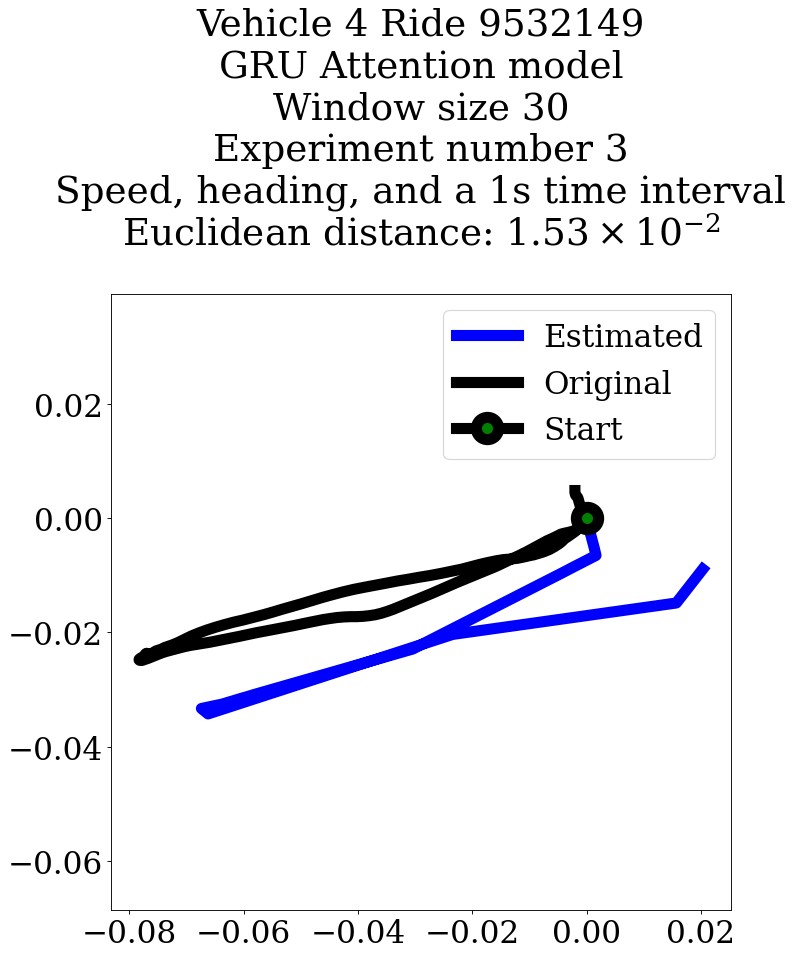 Vehicle 4 Ride 9532149
GRU Attention model
Window size 30
Experiment number 3
Speed, heading, and a 1s time interval
Euclidean distance: 1.53 × 10⁻²
Estimated
Original
Start
0.02
0.00
−0.02
−0.04
−0.06
−0.08 −0.06 −0.04 −0.02 0.00 0.02